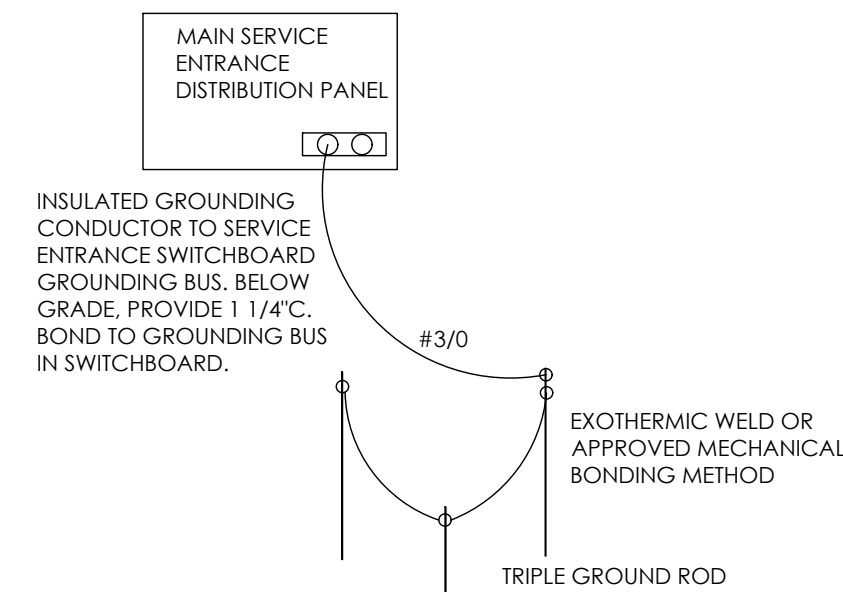 MAIN SERVICE
ENTRANCE
DISTRIBUTION PANEL
INSULATED GROUNDING
CONDUCTOR TO SERVICE
ENTRANCE SWITCHBOARD
GROUNDING BUS. BELOW
GRADE, PROVIDE 1 1/4"C.
BOND TO GROUNDING BUS
IN SWITCHBOARD.
#3/0
EXOTHERMIC WELD OR
APPROVED MECHANICAL
BONDING METHOD
TRIPLE GROUND ROD